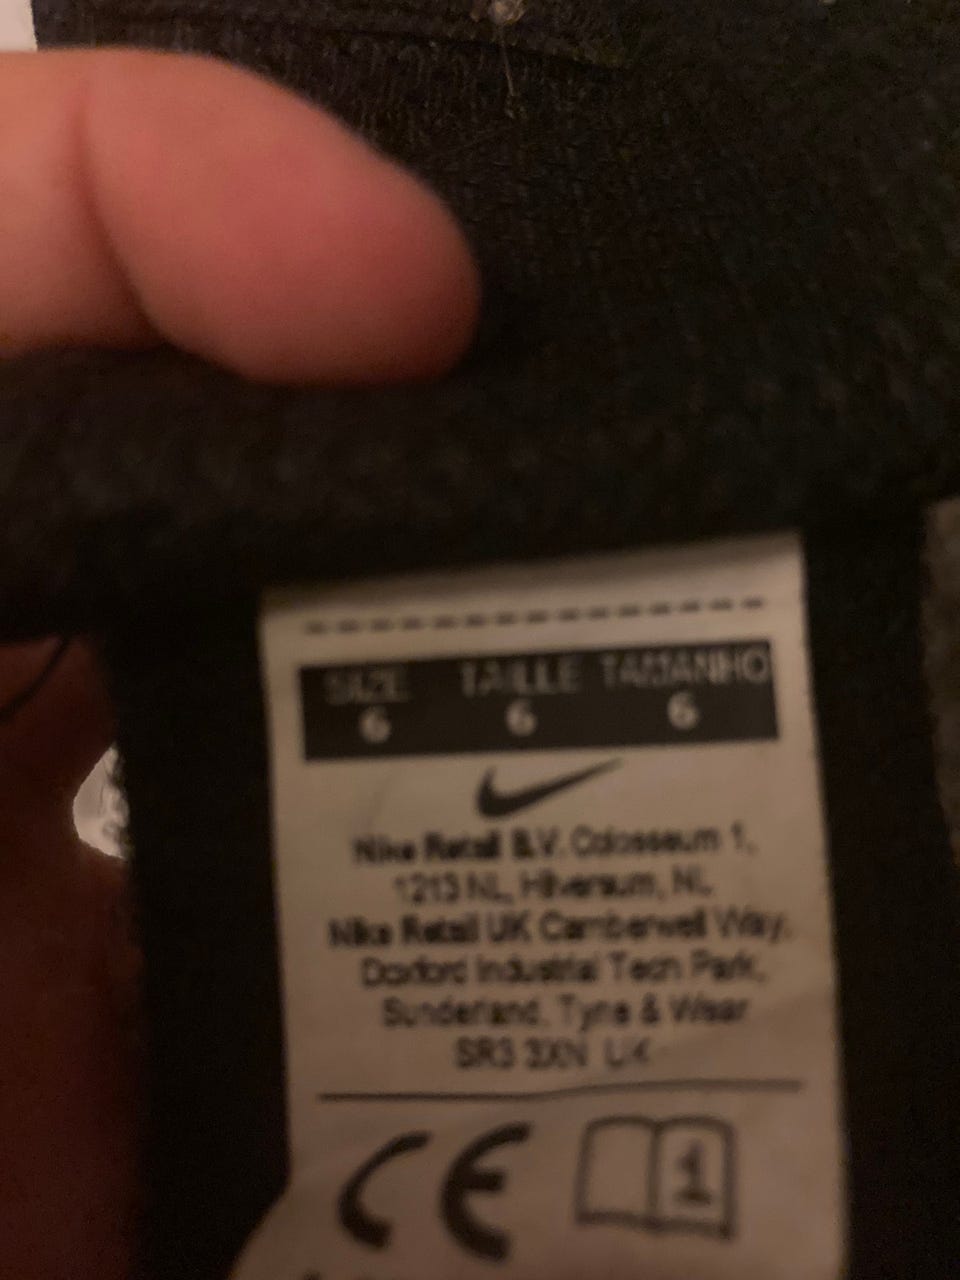 SIZE TAILLE TAMANHO
6 6 6
Nike Retail B.V. Colosseum 1,
1213 NL, Hilversum, NL
Nike Retail UK Camberwell Way,
Doxford Industrial Tech Park,
Sunderland, Tyne & Wear
SR3 3XN UK
CE